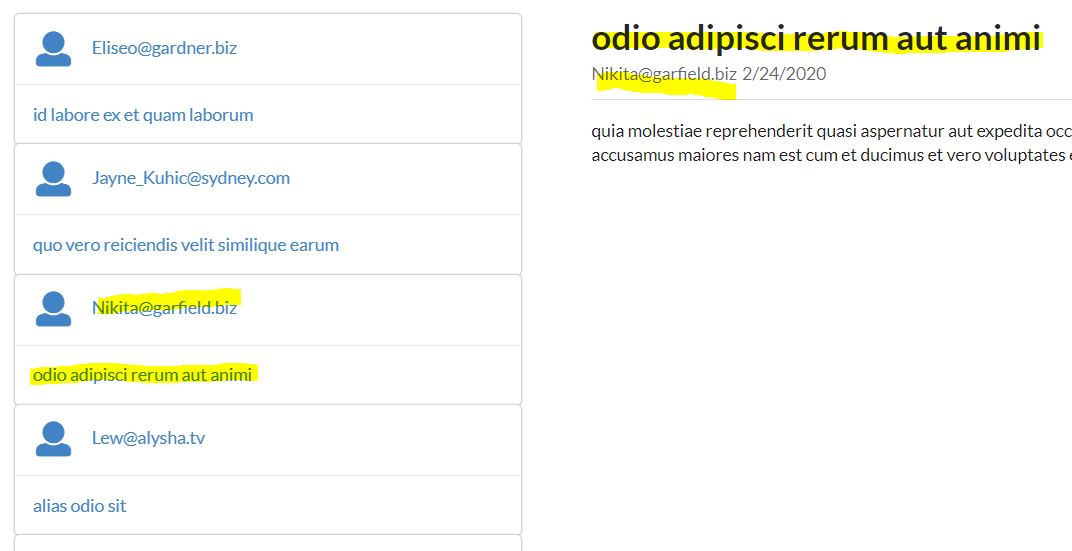 Eliseo@gardner.biz
id labore ex et quam laborum
Jayne_Kuhic@sydney.com
quo vero reiciendis velit similique earum
Nikita@garfield.biz
odio adipisci rerum aut animi
Lew@alysha.tv
alias odio sit
odio adipisci rerum aut animi
Nikita@garfield.biz 2/24/2020
quia molestiae reprehenderit quasi aspernatur aut expedita occ
accusamus maiores nam est cum et ducimus et vero voluptates